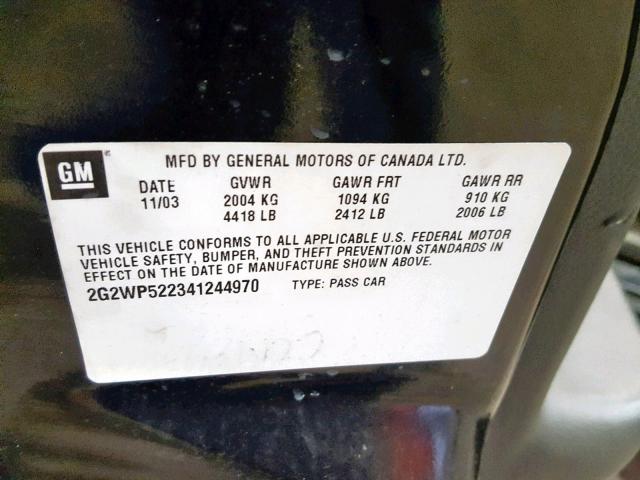 GM
MFD BY GENERAL MOTORS OF CANADA LTD.
DATE GVWR GAWR FRT GAWR RR
11/03 2004 KG 1094 KG 910 KG
4418 LB 2412 LB 2006 LB
THIS VEHICLE CONFORMS TO ALL APPLICABLE U.S. FEDERAL MOTOR
VEHICLE SAFETY, BUMPER, AND THEFT PREVENTION STANDARDS IN
EFFECT ON THE DATE OF MANUFACTURE SHOWN ABOVE.
2G2WP522341244970 TYPE: PASS CAR